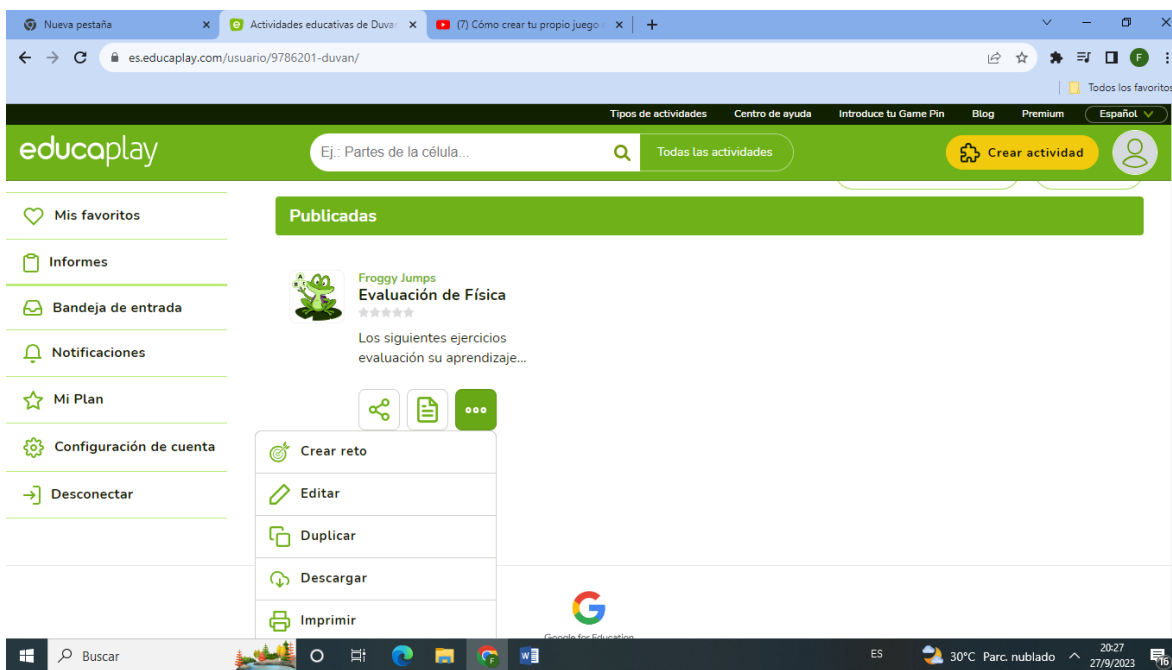 Nueva pestaña
Actividades educativas de Duvan
(7) Cómo crear tu propio juego
es.educaplay.com/usuario/9786201-duvan/
F
Todos los favoritos
Tipos de actividades Centro de ayuda Introduce tu Game Pin Blog Premium Español
educaplay
Ej.: Partes de la célula...
Todas las actividades
Crear actividad
Mis favoritos
Informes
Bandeja de entrada
Notificaciones
Mi Plan
Configuración de cuenta
Desconectar
Publicadas
Froggy Jumps
Evaluación de Física
Los siguientes ejercicios
evaluación su aprendizaje...
Crear reto
Editar
Duplicar
Descargar
Imprimir
Google for Education
Buscar
ES
30°C Parc. nublado
20:27
27/9/2023